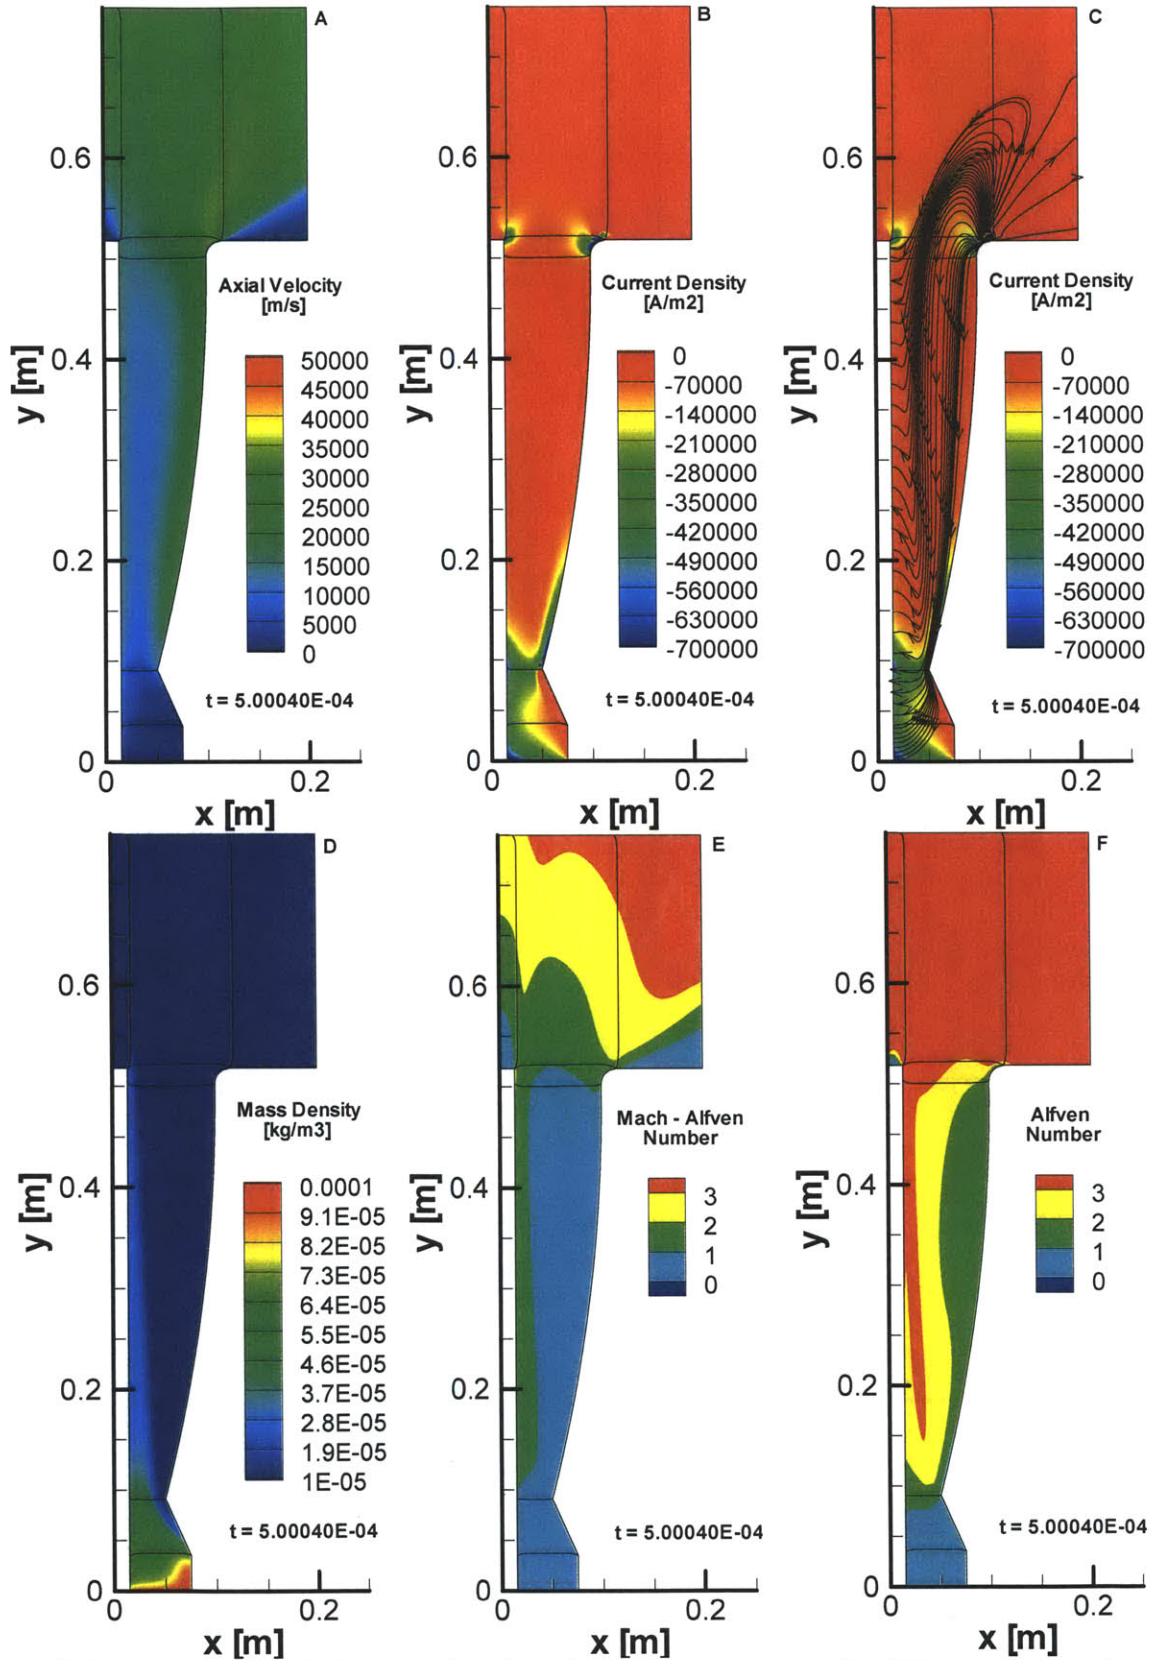 A
0.6
0.4
0.2
0
y [m]
Axial Velocity
[m/s]
50000
45000
40000
35000
30000
25000
20000
15000
10000
5000
0
t = 5.00040E-04
0
0.2
x [m]
B
0.6
0.4
0.2
0
y [m]
Current Density
[A/m2]
0
-70000
-140000
-210000
-280000
-350000
-420000
-490000
-560000
-630000
-700000
t = 5.00040E-04
0
0.2
x [m]
C
0.6
0.4
0.2
0
y [m]
Current Density
[A/m2]
0
-70000
-140000
-210000
-280000
-350000
-420000
-490000
-560000
-630000
-700000
t = 5.00040E-04
0
0.2
x [m]
D
0.6
0.4
0.2
0
y [m]
Mass Density
[kg/m3]
0.0001
9.1E-05
8.2E-05
7.3E-05
6.4E-05
5.5E-05
4.6E-05
3.7E-05
2.8E-05
1.9E-05
1E-05
t = 5.00040E-04
0
0.2
x [m]
E
0.6
0.4
0.2
0
y [m]
Mach - Alfven
Number
3
2
1
0
t = 5.00040E-04
0
0.2
x [m]
F
0.6
0.4
0.2
0
y [m]
Alfven
Number
3
2
1
0
t = 5.00040E-04
0
0.2
x [m]